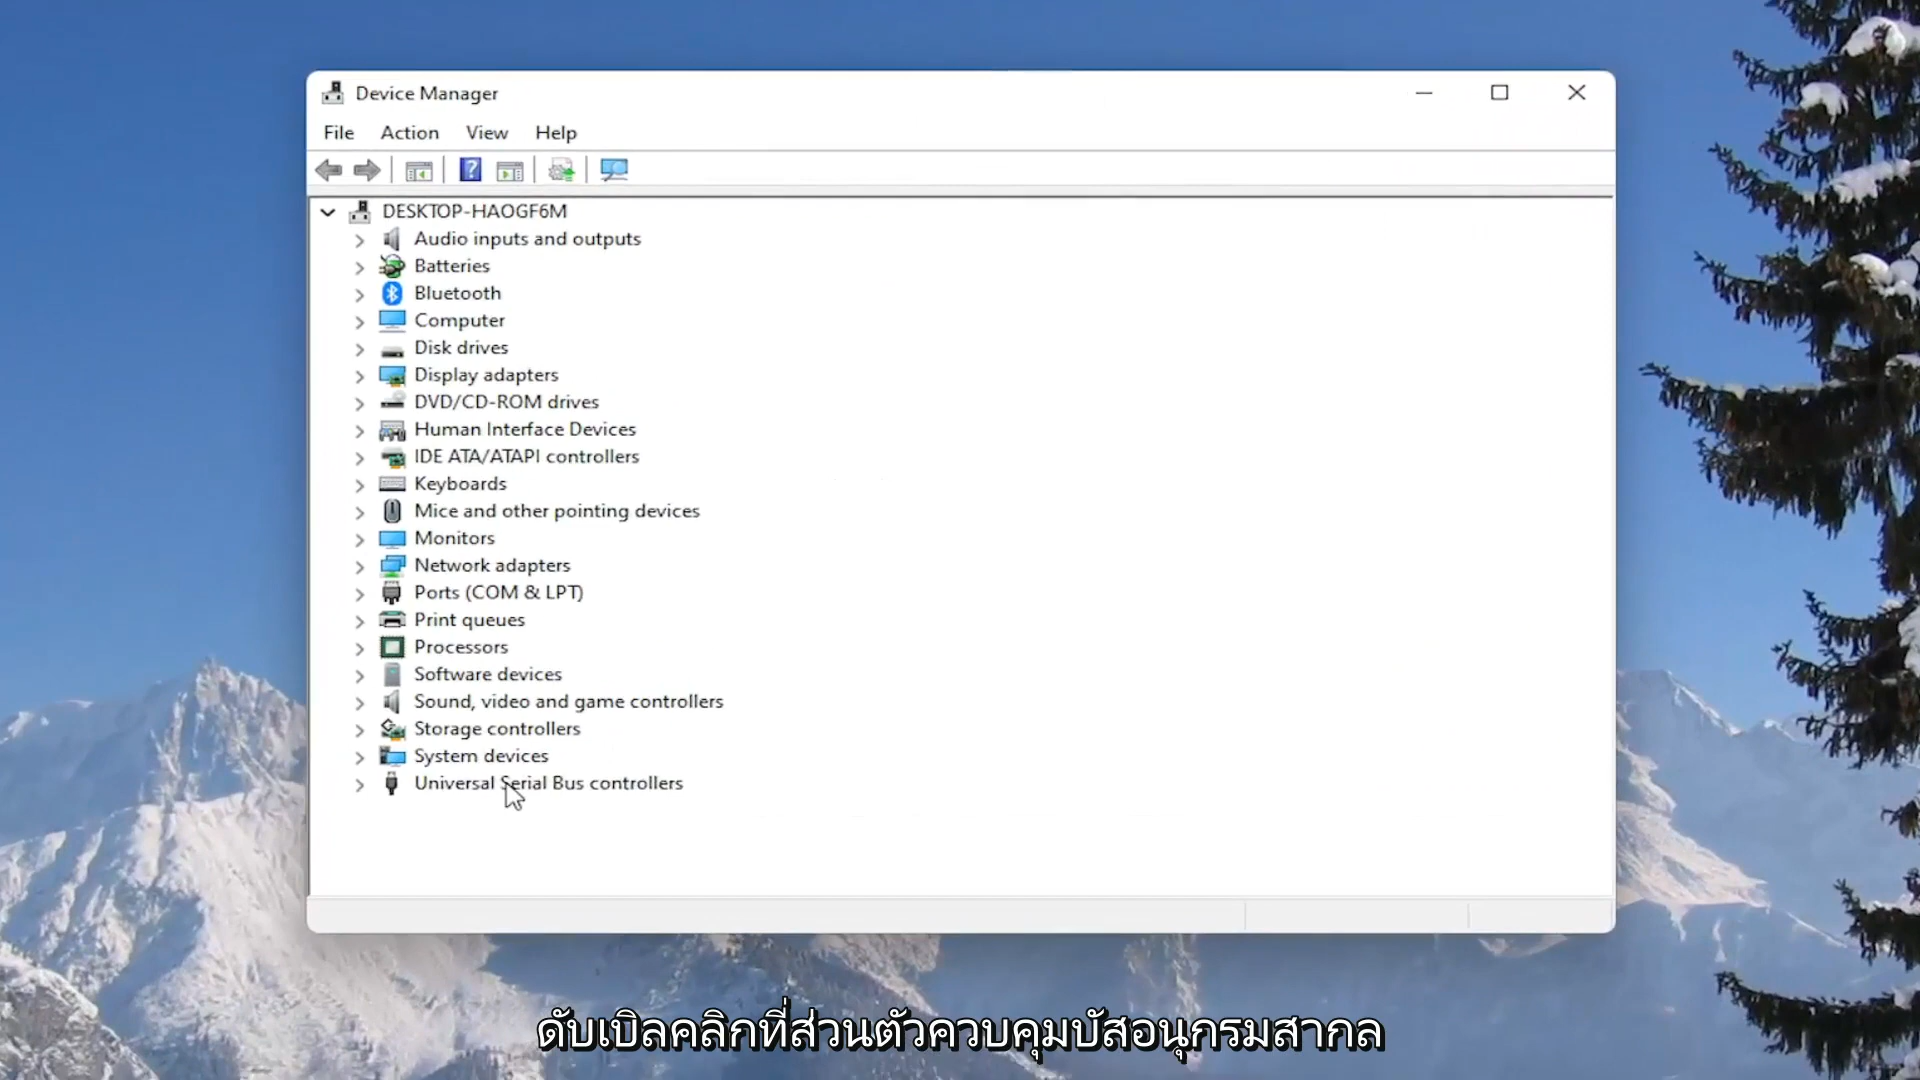 Device Manager
File Action View Help
DESKTOP-HAOGF6M
Audio inputs and outputs
Batteries
Bluetooth
Computer
Disk drives
Display adapters
DVD/CD-ROM drives
Human Interface Devices
IDE ATA/ATAPI controllers
Keyboards
Mice and other pointing devices
Monitors
Network adapters
Ports (COM & LPT)
Print queues
Processors
Software devices
Sound, video and game controllers
Storage controllers
System devices
Universal Serial Bus controllers
ดับเบิลคลิกที่ส่วนตัวควบคุมบัสอนุกรมสากล